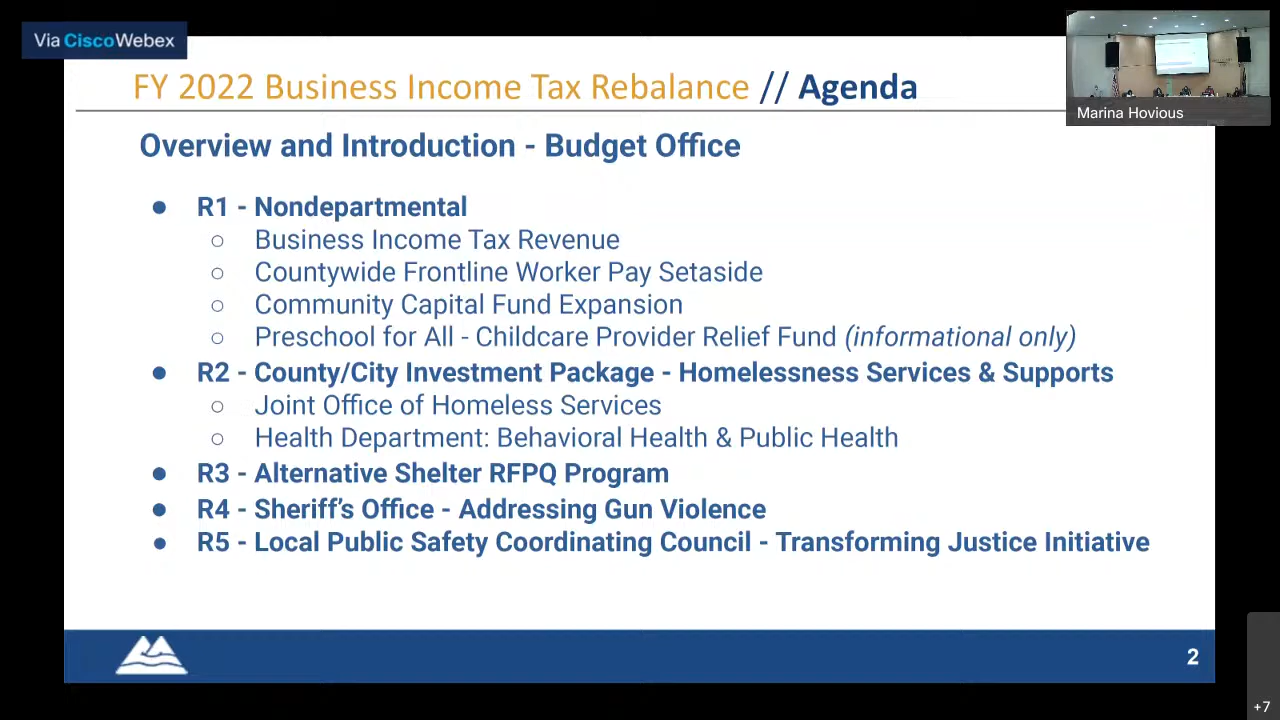 Via CiscoWebex
FY 2022 Business Income Tax Rebalance // Agenda
Marina Hovious
Overview and Introduction - Budget Office
● R1 - Nondepartmental
○ Business Income Tax Revenue
○ Countywide Frontline Worker Pay Setaside
○ Community Capital Fund Expansion
○ Preschool for All - Childcare Provider Relief Fund (informational only)
● R2 - County/City Investment Package - Homelessness Services & Supports
○ Joint Office of Homeless Services
○ Health Department: Behavioral Health & Public Health
● R3 - Alternative Shelter RFPQ Program
● R4 - Sheriff’s Office - Addressing Gun Violence
● R5 - Local Public Safety Coordinating Council - Transforming Justice Initiative
2
+7